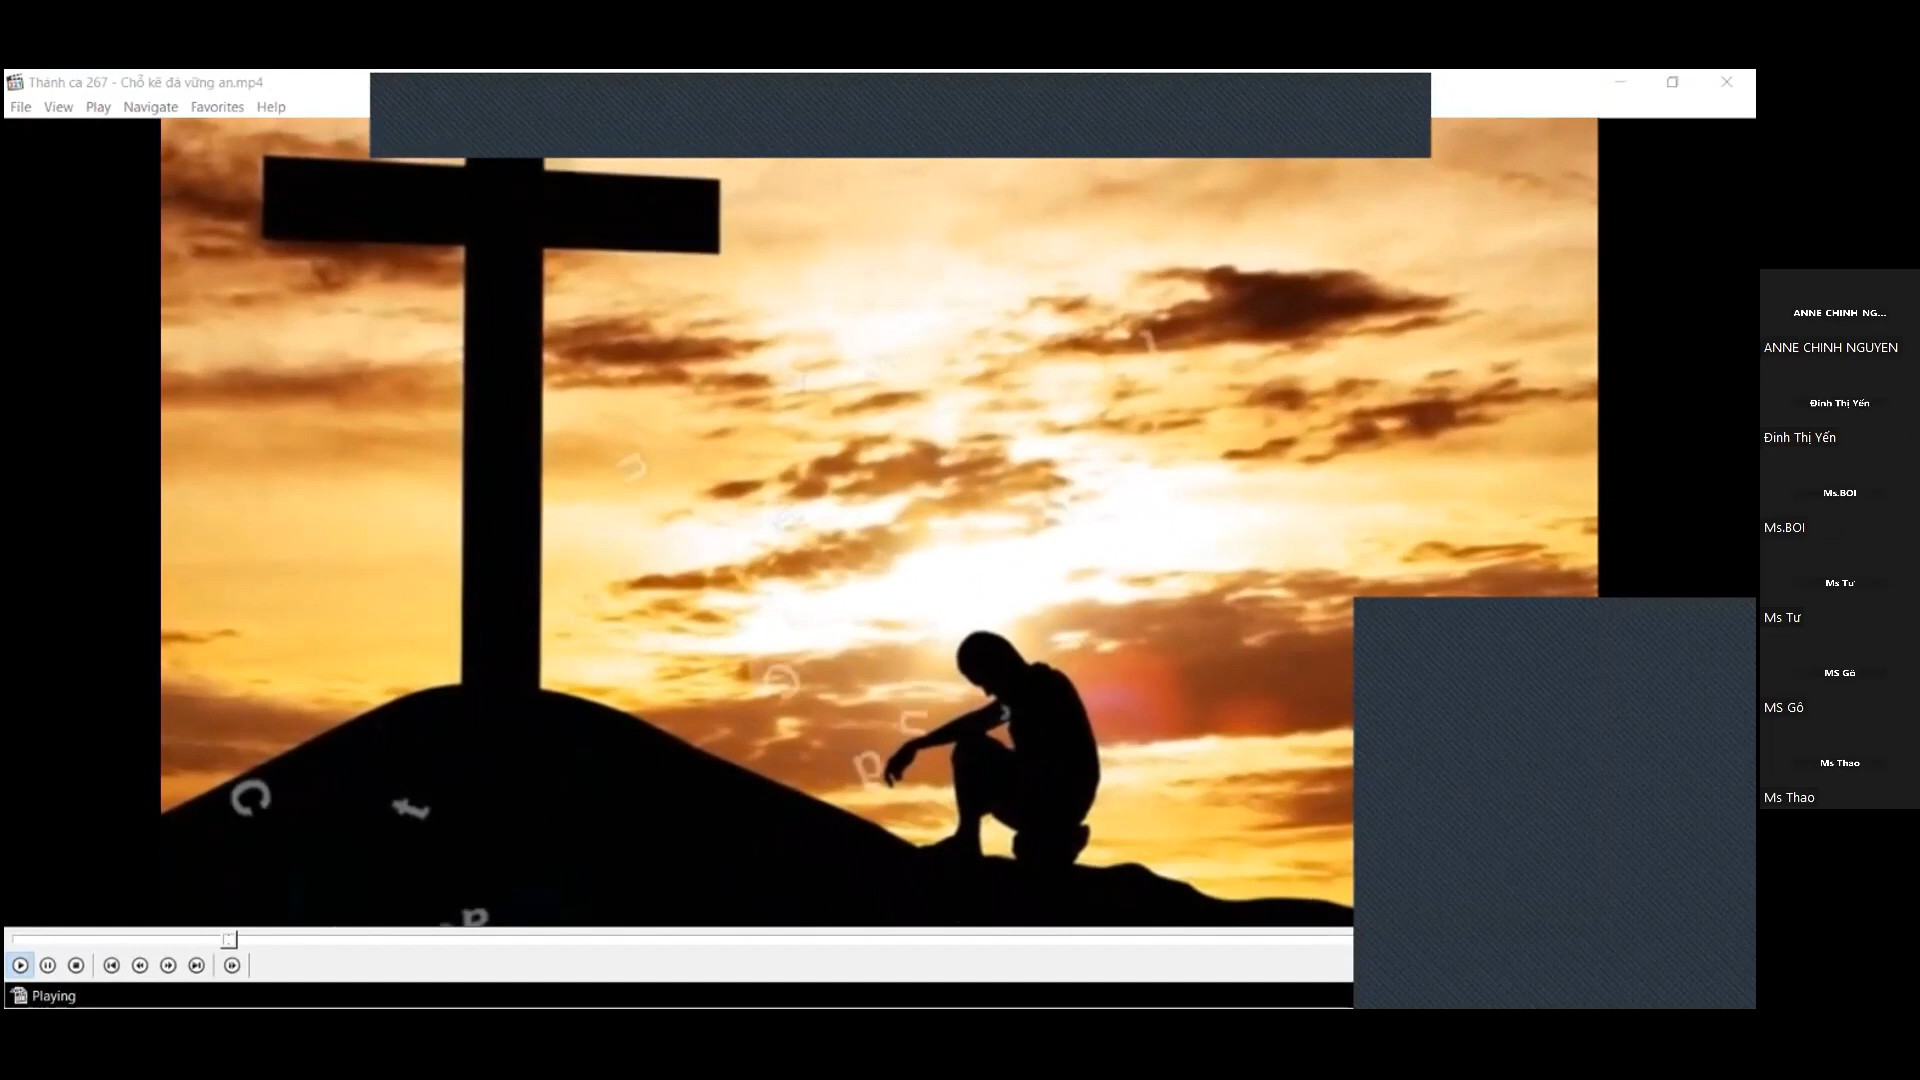 Thánh ca 267 - Chỗ kẽ đá vững an.mp4
File View Play Navigate Favorites Help
ANNE CHINH NG...
ANNE CHINH NGUYEN
Đinh Thị Yến
Đinh Thị Yến
Ms.BOI
Ms.BOI
Ms Tư
Ms Tư
MS Gô
MS Gô
Ms Thao
Ms Thao
n
e
u
d
C
t
a
Playing